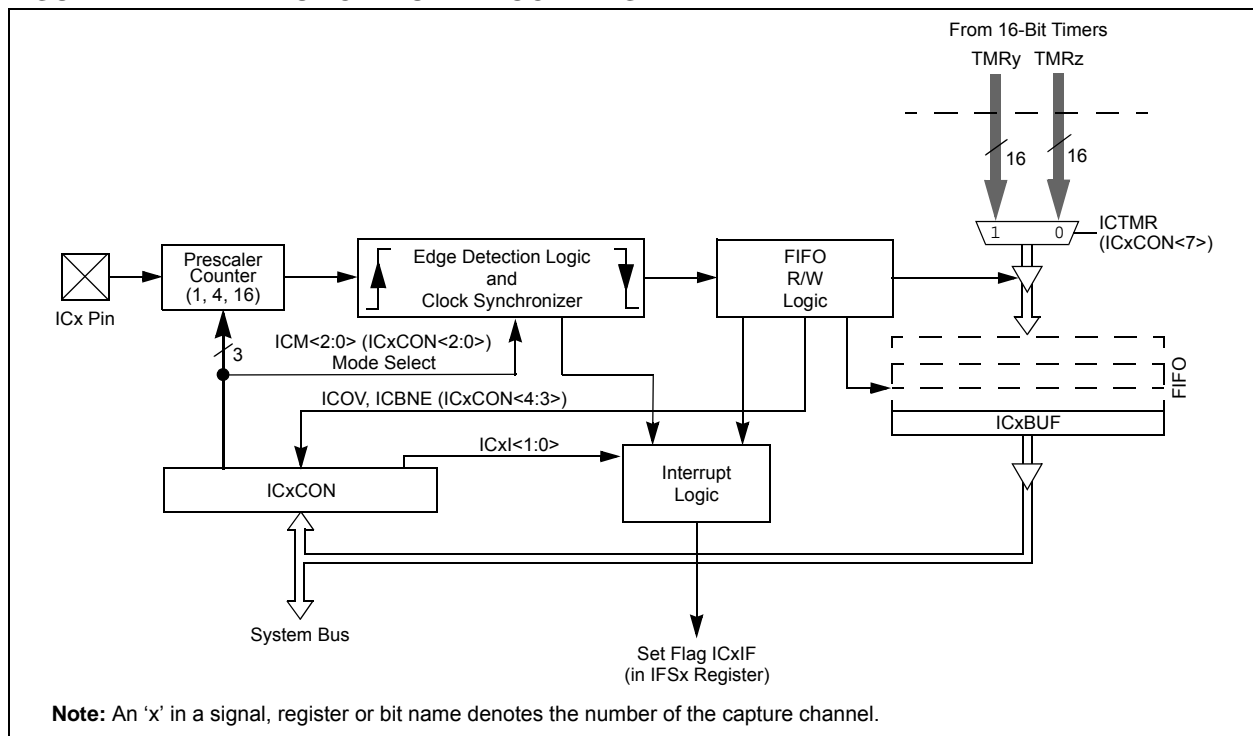 From 16-Bit Timers
TMRy TMRz
16 16
1 0
ICTMR
(ICxCON<7>)
ICx Pin
Prescaler
Counter
(1, 4, 16)
Edge Detection Logic
and
Clock Synchronizer
FIFO
R/W
Logic
3
ICM<2:0> (ICxCON<2:0>)
Mode Select
FIFO
ICOV, ICBNE (ICxCON<4:3>)
ICxBUF
ICxI<1:0>
Interrupt
Logic
ICxCON
System Bus
Set Flag ICxIF
(in IFSx Register)
Note: An ‘x’ in a signal, register or bit name denotes the number of the capture channel.